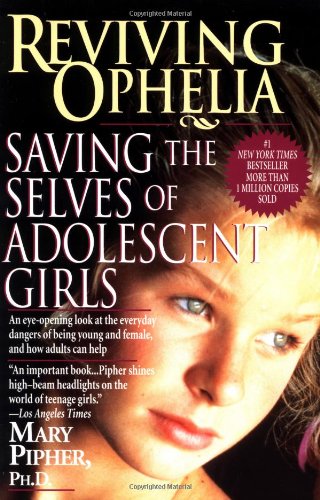 REVIVING
OPHELIA
SAVING THE
SELVES OF
ADOLESCENT
GIRLS
#1
NEW YORK TIMES
BESTSELLER
MORE THAN
1 MILLION COPIES
SOLD
An eye-opening look at the everyday
dangers of being young and female,
and how adults can help
"An important book...Pipher shines
high-beam headlights on the
world of teenage girls."
—Los Angeles Times
MARY
PIPHER,
PH.D.